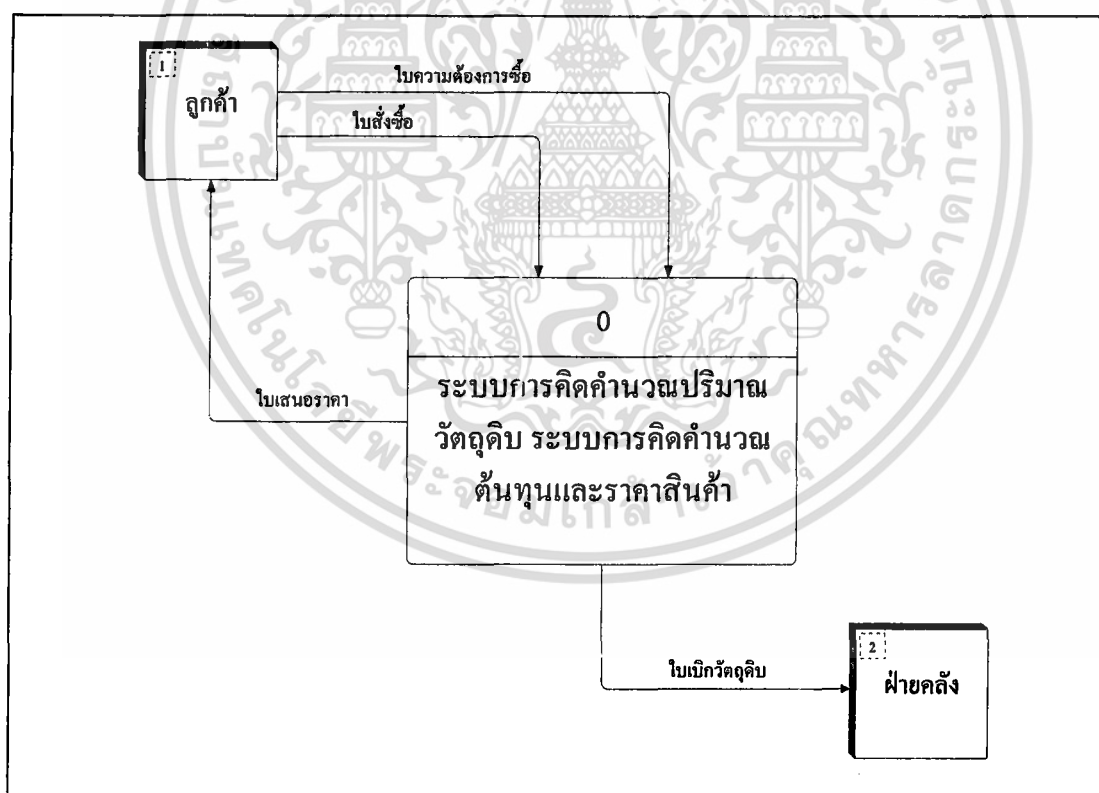 1
ลูกค้า
ใบความต้องการซื้อ
ใบสั่งซื้อ
0
ระบบการคิดคำนวณปริมาณ
วัตถุดิบ ระบบการคิดคำนวณ
ต้นทุนและราคาสินค้า
ใบเสนอราคา
ใบเบิกวัตถุดิบ
2
ฝ่ายคลัง